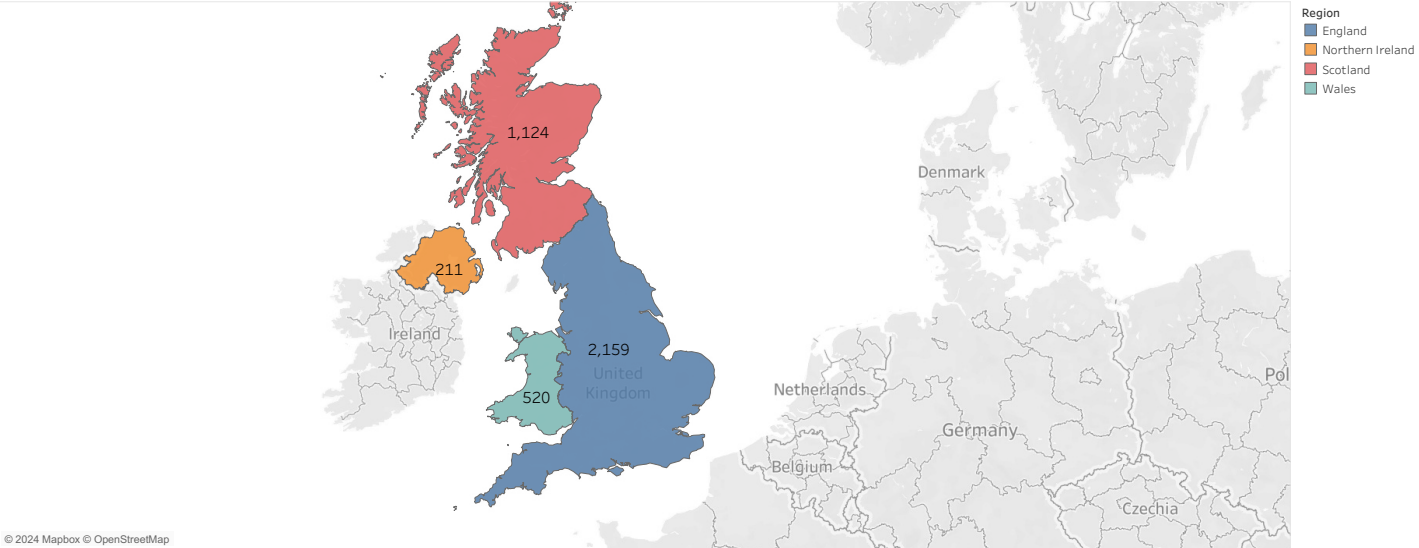 Region
England
Northern Ireland
Scotland
Wales
1,124
Denmark
211
Ireland
2,159
United
Kingdom
520
Netherlands
Pol
Germany
Belgium
Czechia
© 2024 Mapbox © OpenStreetMap